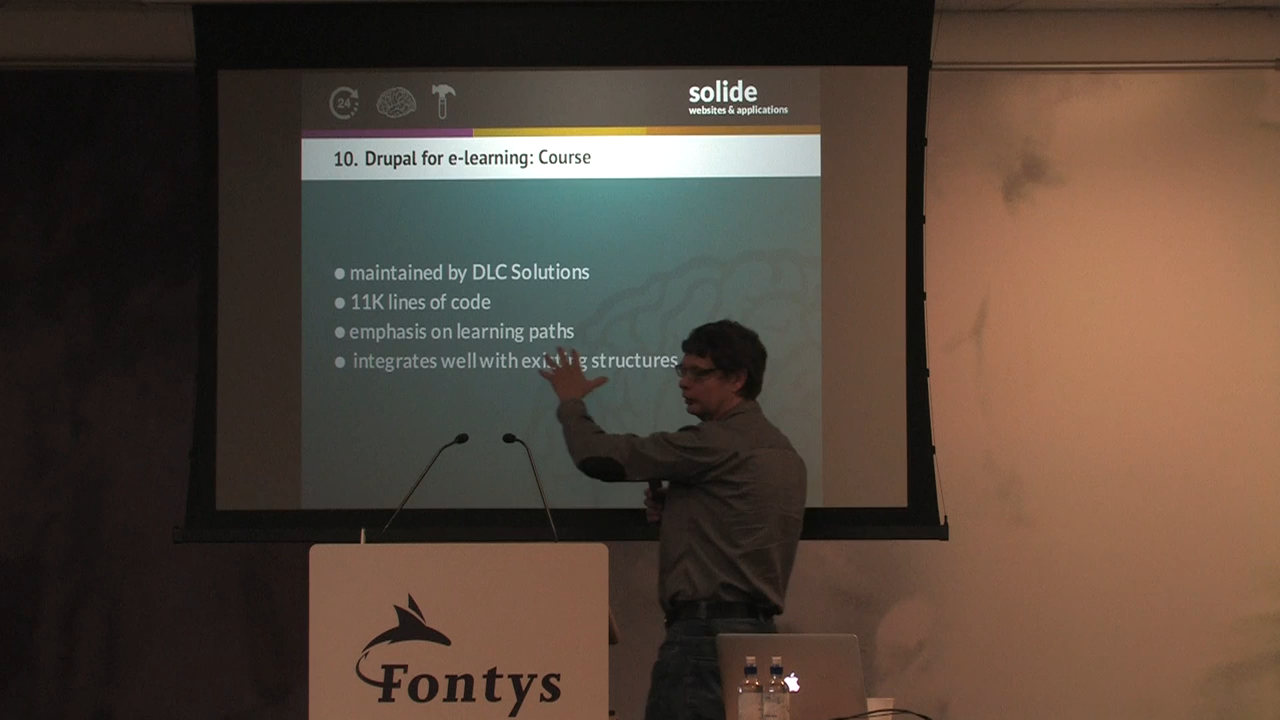 24
solide
websites & applications
10. Drupal for e-learning: Course
● maintained by DLC Solutions
● 11K lines of code
● emphasis on learning paths
● integrates well with existing structures
Fontys